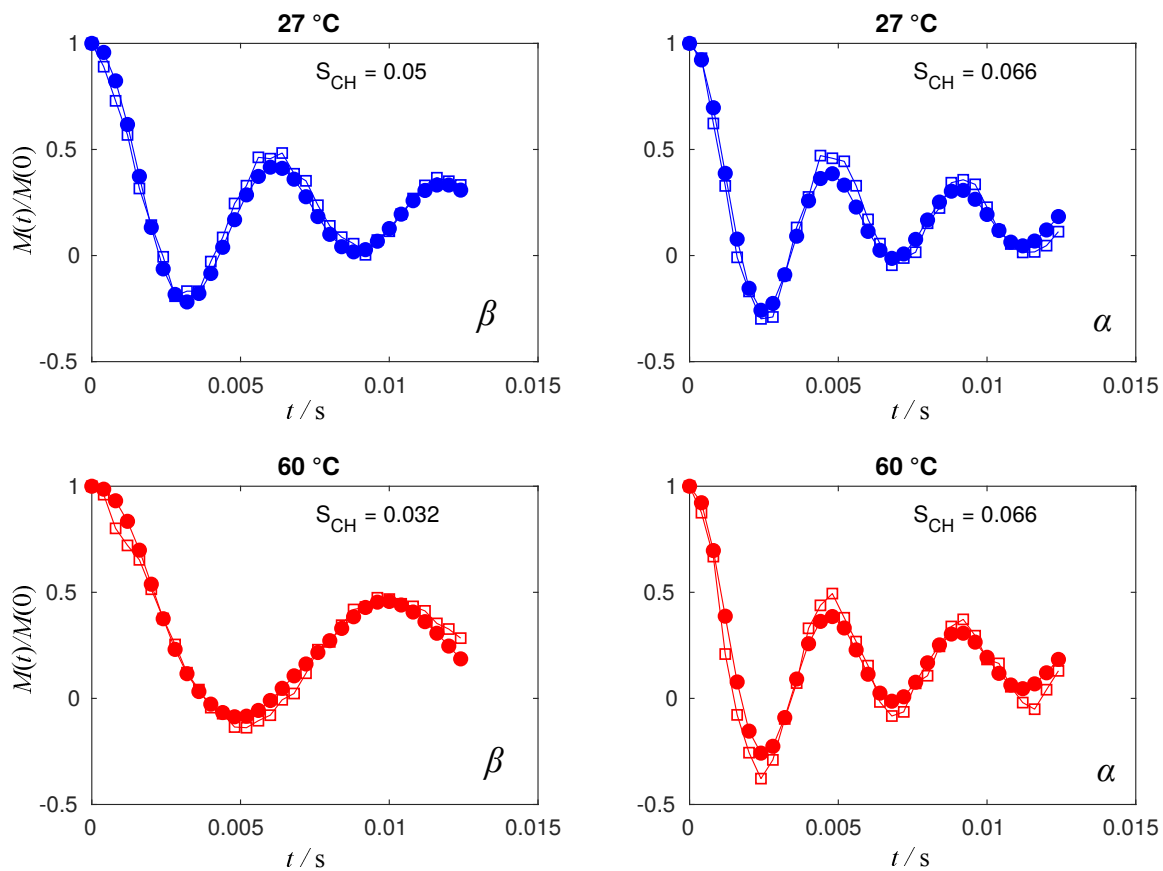 27 °C
S_CH = 0.05
M(t)/M(0)
1
0.5
0
-0.5
β
0
0.005
0.01
0.015
t / s
27 °C
S_CH = 0.066
1
0.5
0
-0.5
α
0
0.005
0.01
0.015
t / s
60 °C
S_CH = 0.032
M(t)/M(0)
1
0.5
0
-0.5
β
0
0.005
0.01
0.015
t / s
60 °C
S_CH = 0.066
1
0.5
0
-0.5
α
0
0.005
0.01
0.015
t / s